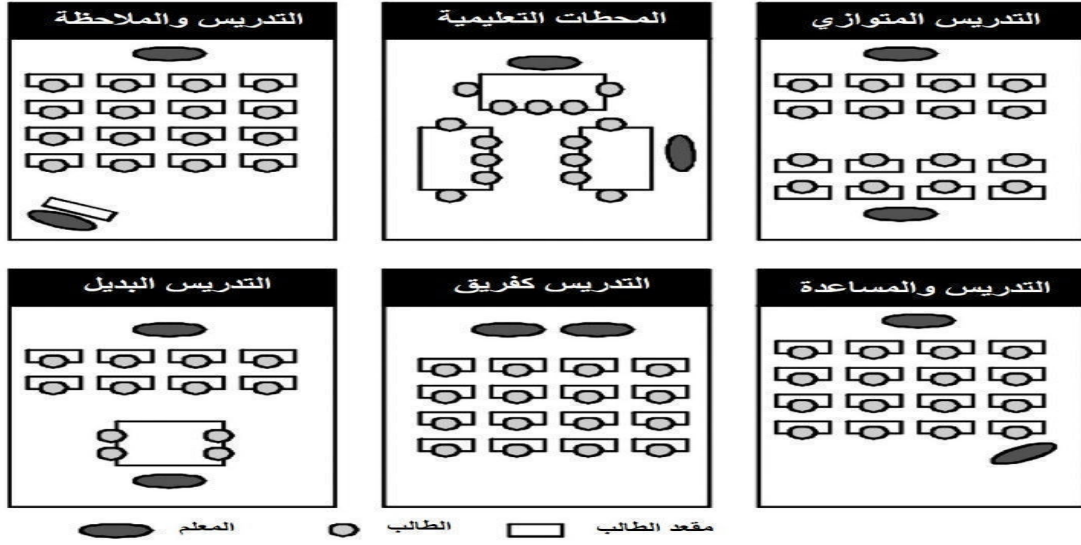 التدريس المتوازي
المحطات التعليمية
التدريس والملاحظة
التدريس والمساعدة
التدريس كفريق
التدريس البديل
مقعد الطالب
الطالب
المعلم